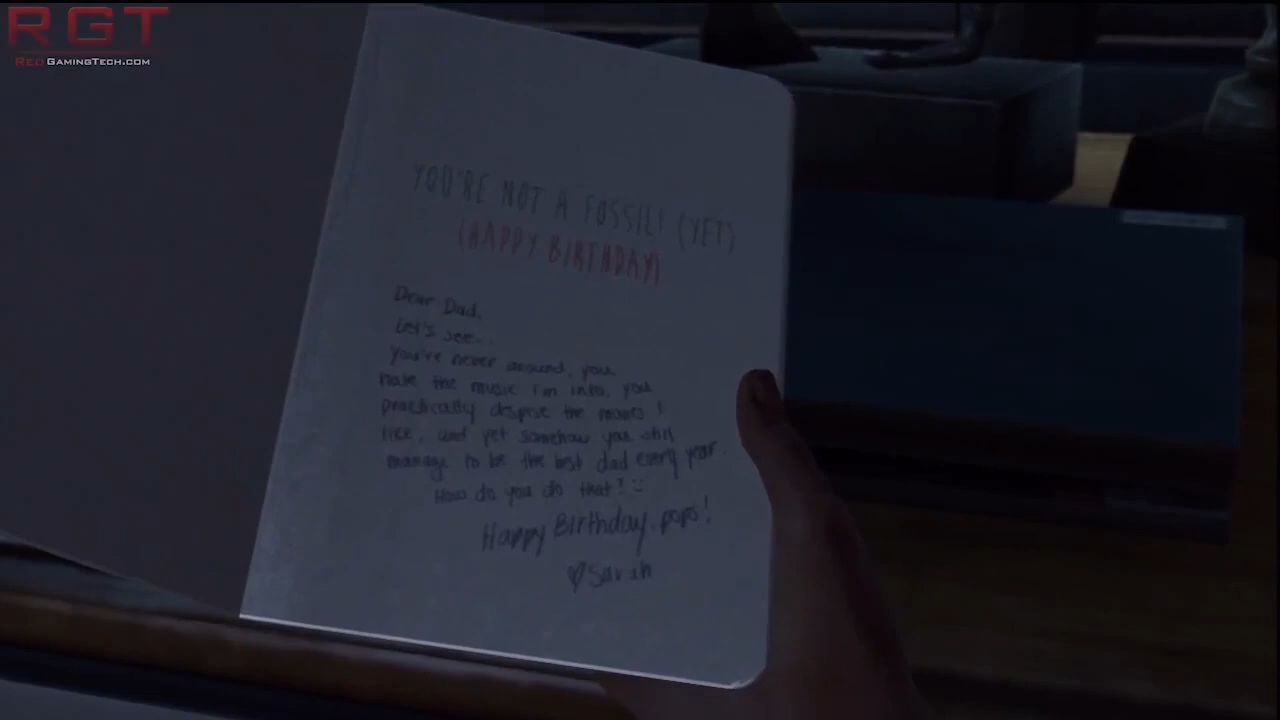 RGT
REDGAMINGTECH.COM
YOU'RE NOT A FOSSIL! (YET)
(HAPPY BIRTHDAY)
Dear Dad,
Let's see...
You're never around, you
hate the music i'm into, you
practically despise the movies i
like, and yet somehow you still
manage to be the best dad every year.
How do you do that? :)
Happy Birthday, pops!
♡Sarah